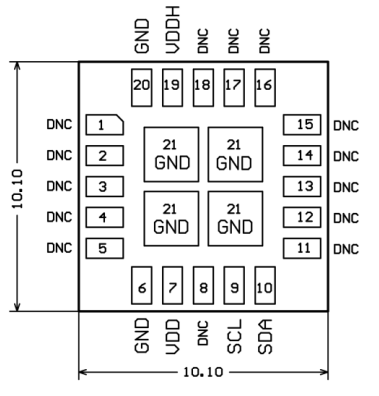 GND VDDH DNC DNC DNC
20 19 18 17 16
DNC 1 15 DNC
DNC 2 14 DNC
21 GND 21 GND
DNC 3 13 DNC
DNC 4 12 DNC
21 GND 21 GND
DNC 5 11 DNC
6 7 8 9 10
GND VDD DNC SCL SDA
10.10
10.10